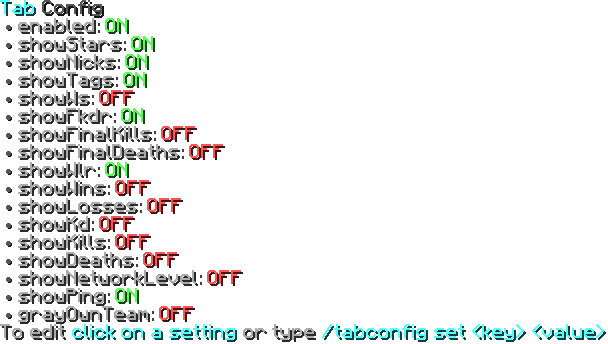 Tab Config
• enabled: ON
• showStars: ON
• showNicks: ON
• showTags: ON
• showWs: OFF
• showFkdr: ON
• showFinalKills: OFF
• showFinalDeaths: OFF
• showWlr: ON
• showWins: OFF
• showLosses: OFF
• showKd: OFF
• showKills: OFF
• showDeaths: OFF
• showNetworkLevel: OFF
• showPing: ON
• grayOwnTeam: OFF
To edit click on a setting or type /tabconfig set <key> <value>